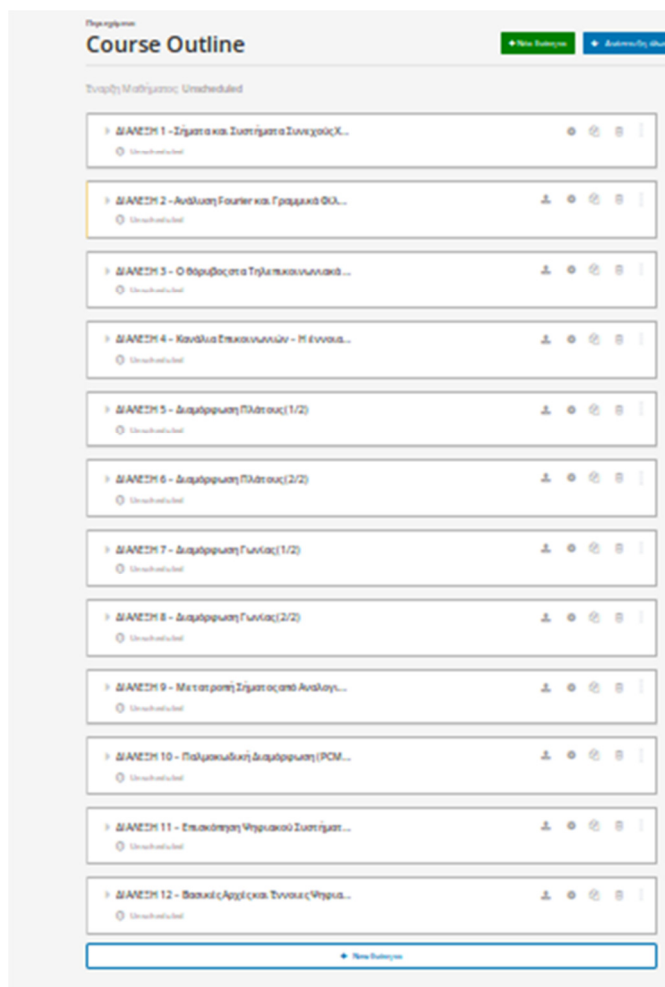 Περιεχόμενο
Course Outline
Έναρξη Μαθήματος: Unscheduled
ΔΙΑΛΕΞΗ 1 -Σήματα και Συστήματα Συνεχούς Χ...
Unscheduled
ΔΙΑΛΕΞΗ 2 -Ανάλυση Fourier και Γραμμικά Φίλ...
Unscheduled
ΔΙΑΛΕΞΗ 3 - Ο θόρυβος στα Τηλεπικοινωνιακά ...
Unscheduled
ΔΙΑΛΕΞΗ 4 - Κανάλια Επικοινωνιών - Η έννοια...
Unscheduled
ΔΙΑΛΕΞΗ 5 - Διαμόρφωση Πλάτους (1/2)
Unscheduled
ΔΙΑΛΕΞΗ 6 - Διαμόρφωση Πλάτους (2/2)
Unscheduled
ΔΙΑΛΕΞΗ 7 - Διαμόρφωση Γωνίας (1/2)
Unscheduled
ΔΙΑΛΕΞΗ 8 - Διαμόρφωση Γωνίας (2/2)
Unscheduled
ΔΙΑΛΕΞΗ 9 - Μετατροπή Σήματος από Αναλογι...
Unscheduled
ΔΙΑΛΕΞΗ 10 - Παλμοκωδική Διαμόρφωση (PCM...
Unscheduled
ΔΙΑΛΕΞΗ 11 - Επισκόπηση Ψηφιακού Συστήματ...
Unscheduled
ΔΙΑΛΕΞΗ 12 - Βασικές Αρχές και Έννοιες Ψηφια...
Unscheduled